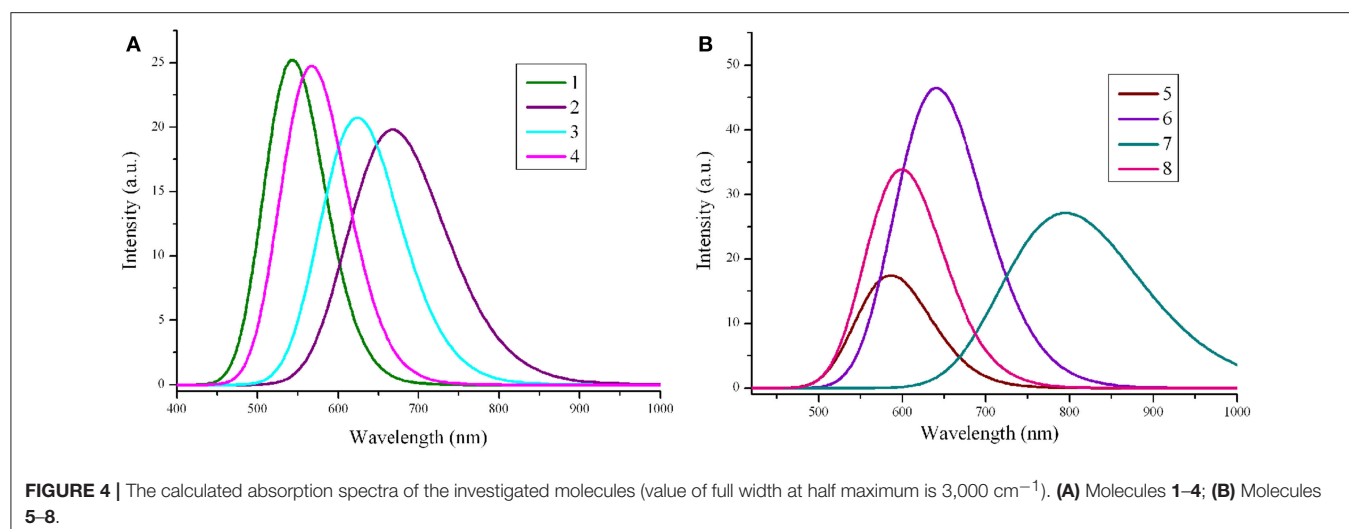 A
25
20
15
10
5
0
Intensity (a.u.)
1
2
3
4
400 500 600 700 800 900 1000
Wavelength (nm)
B
50
40
30
20
10
0
Intensity (a.u.)
5
6
7
8
500 600 700 800 900 1000
Wavelength (nm)
FIGURE 4 | The calculated absorption spectra of the investigated molecules (value of full width at half maximum is 3,000 cm⁻¹). (A) Molecules 1–4; (B) Molecules
5–8.